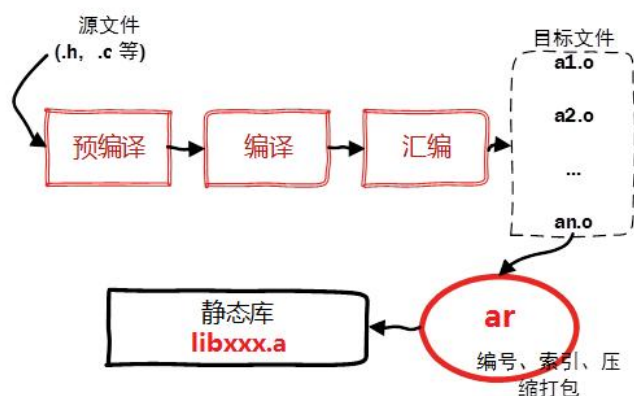 源文件
(.h, .c 等)
目标文件
a1.o
a2.o
...
an.o
预编译
编译
汇编
静态库
libxxx.a
ar
编号、索引、压
缩打包